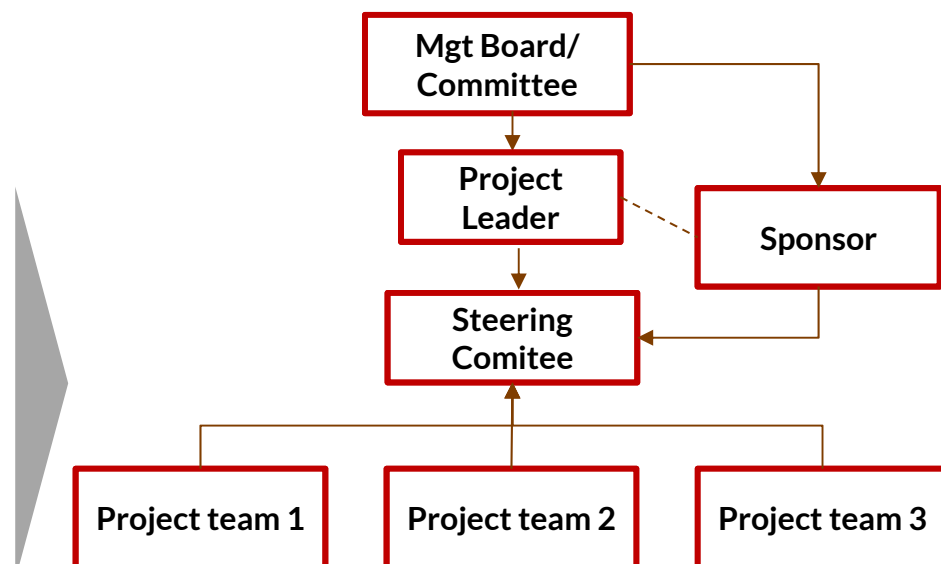 Mgt Board/
Committee
Project
Leader
Sponsor
Steering
Comitee
Project team 1
Project team 2
Project team 3